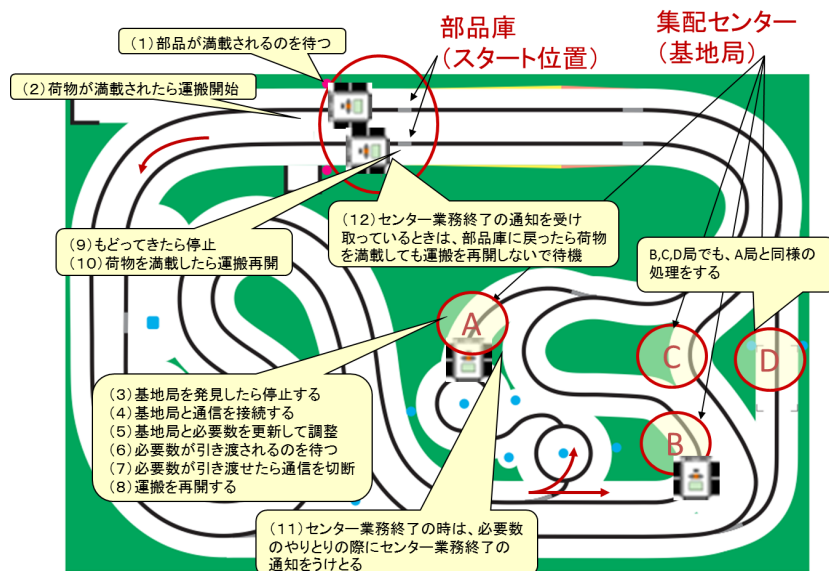 部品庫
(スタート位置)
集配センター
(基地局)
(1)部品が満載されるのを待つ
(2)荷物が満載されたら運搬開始
(9)もどってきたら停止
(10)荷物を満載したら運搬再開
(12)センター業務終了の通知を受け
取っているときは、部品庫に戻ったら荷物
を満載しても運搬を再開しないで待機
B,C,D局でも、A局と同様の
処理をする
A
C
D
B
(3)基地局を発見したら停止する
(4)基地局と通信を接続する
(5)基地局と必要数を更新して調整
(6)必要数が引き渡されるのを待つ
(7)必要数が引き渡せたら通信を切断
(8)運搬を再開する
(11)センター業務終了の時は、必要数
のやりとりの際にセンター業務終了の
通知をうけとる